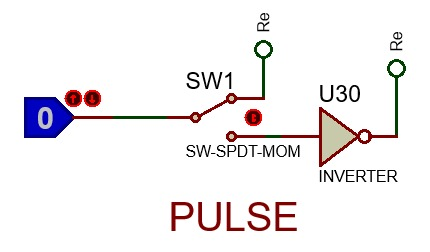 Re
Re
SW1
U30
0
SW-SPDT-MOM
INVERTER
PULSE